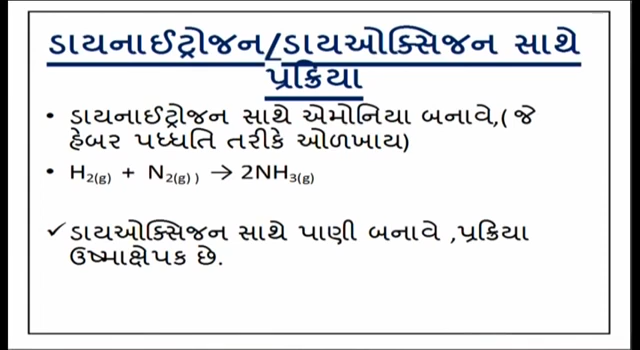 ડાયનાઈટ્રોજન/ડાયઓક્સિજન સાથે
પ્રક્રિયા
• ડાયનાઈટ્રોજન સાથે એમોનિયા બનાવે,( જે
હેબર પધ્ધતિ તરીકે ઓળખાય)
• H₂(g) + N₂(g) ) → 2NH₃(g)
✓ ડાયઓક્સિજન સાથે પાણી બનાવે ,પ્રક્રિયા
ઉષ્માક્ષેપક છે.